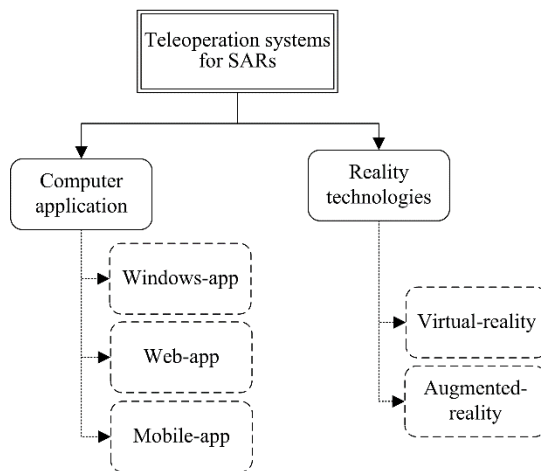 Teleoperation systems
for SARs
Computer
application
Reality
technologies
Windows-app
Web-app
Mobile-app
Virtual-reality
Augmented-
reality